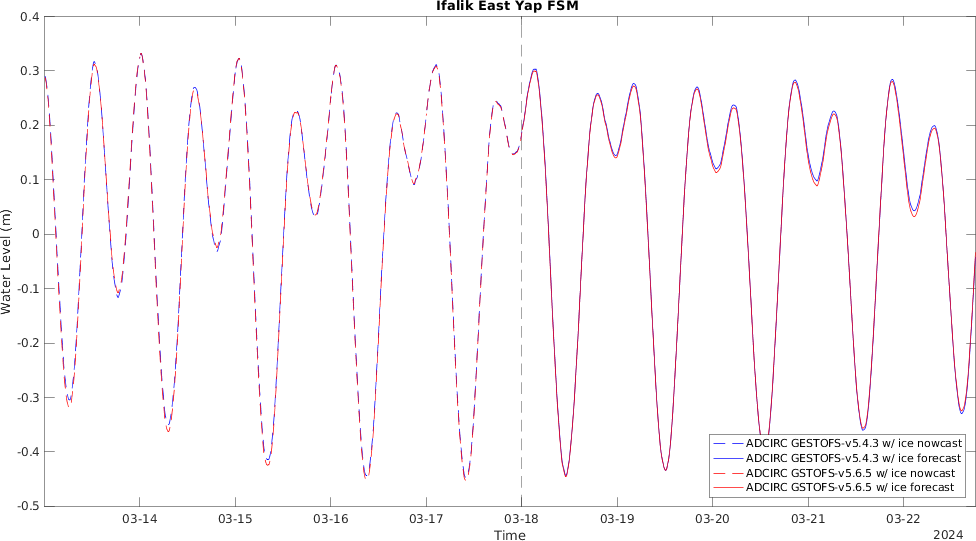 Ifalik East Yap FSM
0.4
0.3
0.2
0.1
0
-0.1
-0.2
-0.3
-0.4
-0.5
Water Level (m)
ADCIRC GESTOFS-v5.4.3 w/ ice nowcast
ADCIRC GESTOFS-v5.4.3 w/ ice forecast
ADCIRC GSTOFS-v5.6.5 w/ ice nowcast
ADCIRC GSTOFS-v5.6.5 w/ ice forecast
03-14 03-15 03-16 03-17 03-18 03-19 03-20 03-21 03-22
Time
2024